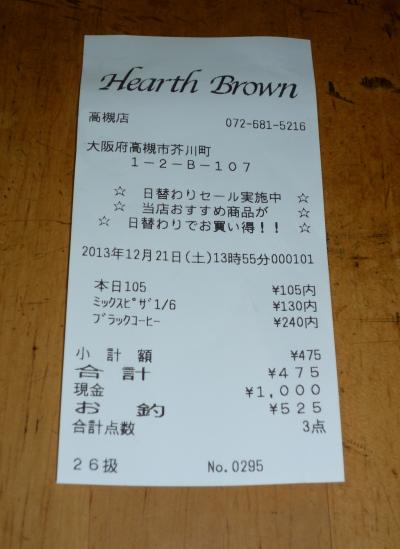 Hearth Brown
高槻店 072-681-5216
大阪府高槻市芥川町
1-2-B-107
☆ 日替わりセール実施中 ☆
☆ 当店おすすめ商品が ☆
☆ 日替わりでお買い得!! ☆
2013年12月21日(土)13時55分000101
本日105 ¥105内
ミックスピザ1/6 ¥130内
ブラックコーヒー ¥240内
小計額 ¥475
合計 ¥475
現金 ¥1,000
お釣 ¥525
合計点数 3点
26扱 No.0295